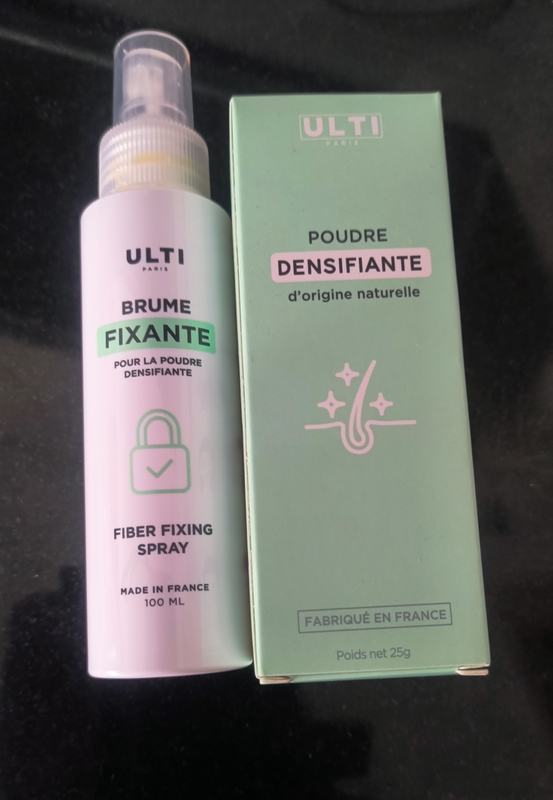 ULTI
PARIS
BRUME
FIXANTE
POUR LA POUDRE
DENSIFIANTE
FIBER FIXING
SPRAY
MADE IN FRANCE
100 ML
ULTI
PARIS
POUDRE
DENSIFIANTE
d'origine naturelle
FABRIQUÉ EN FRANCE
Poids net 25g